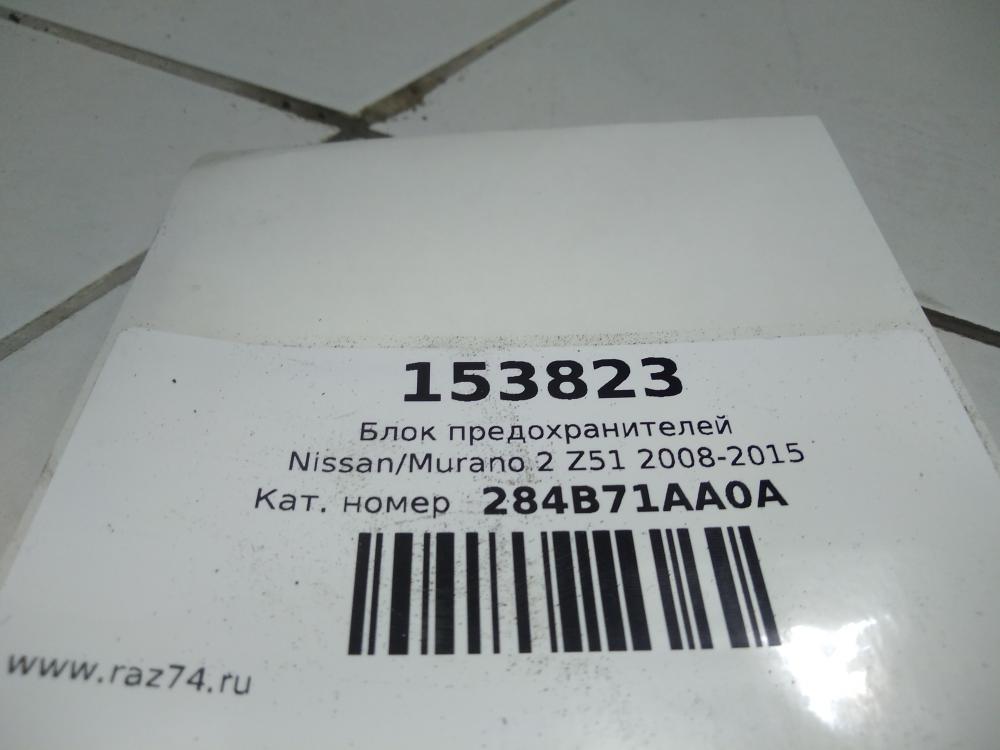 153823
Блок предохранителей
Nissan/Murano 2 Z51 2008-2015
Кат. номер 284B71AA0A
www.raz74.ru